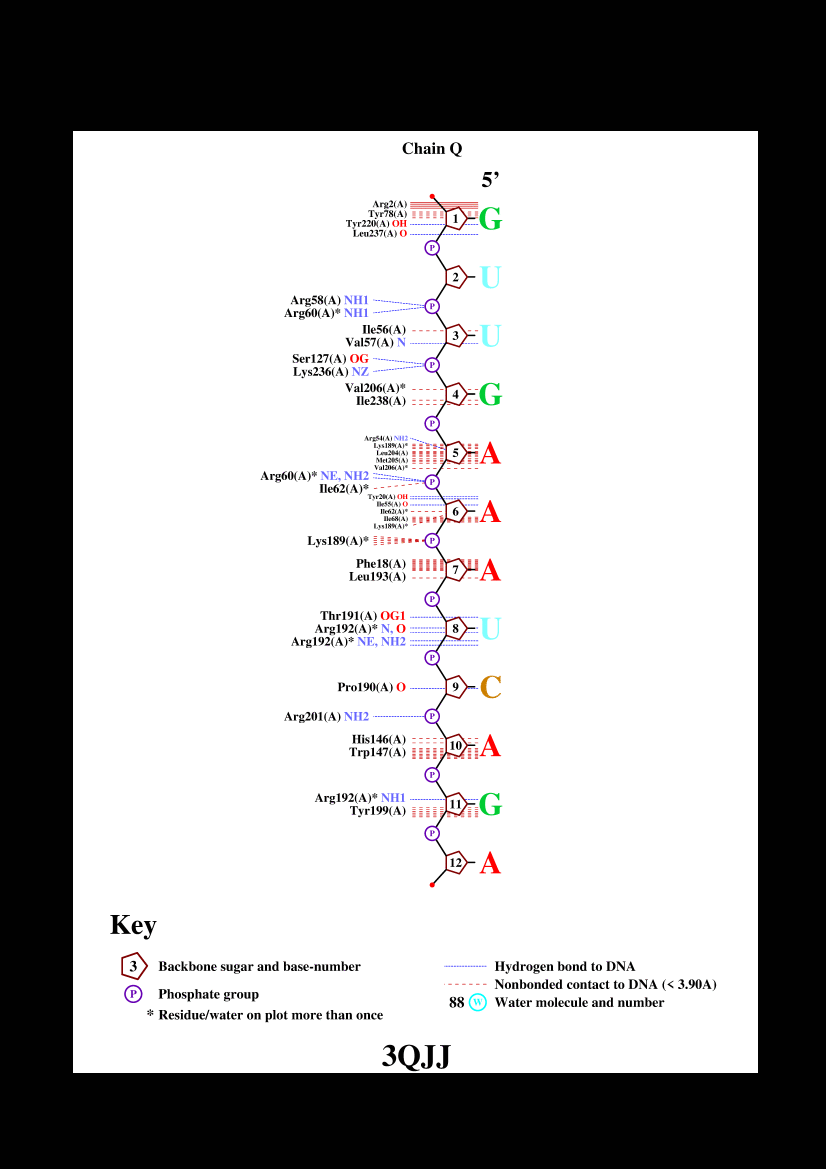 Chain Q
5’
Arg2(A)
Tyr78(A)
Tyr220(A) OH
Leu237(A) O
1 G
P
2 U
Arg58(A) NH1
Arg60(A)* NH1
P
Ile56(A)
Val57(A) N
3 U
Ser127(A) OG
Lys236(A) NZ
P
Val206(A)*
Ile238(A)
4 G
P
Arg54(A) NH2
Lys189(A)*
Leu204(A)
Met205(A)
Val206(A)*
5 A
Arg60(A)* NE, NH2
Ile62(A)*
P
Tyr20(A) OH
Ile55(A) O
Ile62(A)*
Ile68(A)
Lys189(A)*
6 A
Lys189(A)*
P
Phe18(A)
Leu193(A)
7 A
P
Thr191(A) OG1
Arg192(A)* N, O
Arg192(A)* NE, NH2
8 U
P
Pro190(A) O
9 C
Arg201(A) NH2
P
His146(A)
Trp147(A)
10 A
P
Arg192(A)* NH1
Tyr199(A)
11 G
P
12 A
Key
3 Backbone sugar and base-number
P Phosphate group
* Residue/water on plot more than once
Hydrogen bond to DNA
Nonbonded contact to DNA (< 3.90A)
88 W Water molecule and number
3QJJ